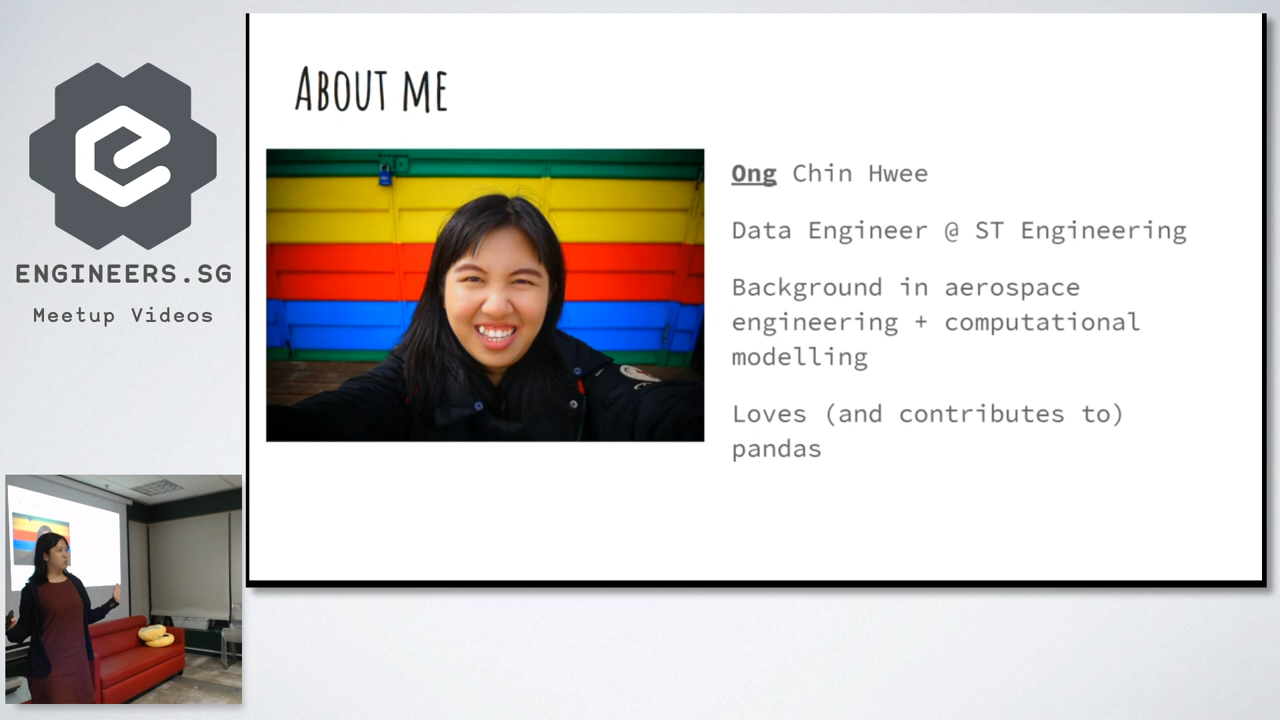 ENGINEERS.SG
Meetup Videos
About me
Ong Chin Hwee
Data Engineer @ ST Engineering
Background in aerospace
engineering + computational
modelling
Loves (and contributes to)
pandas